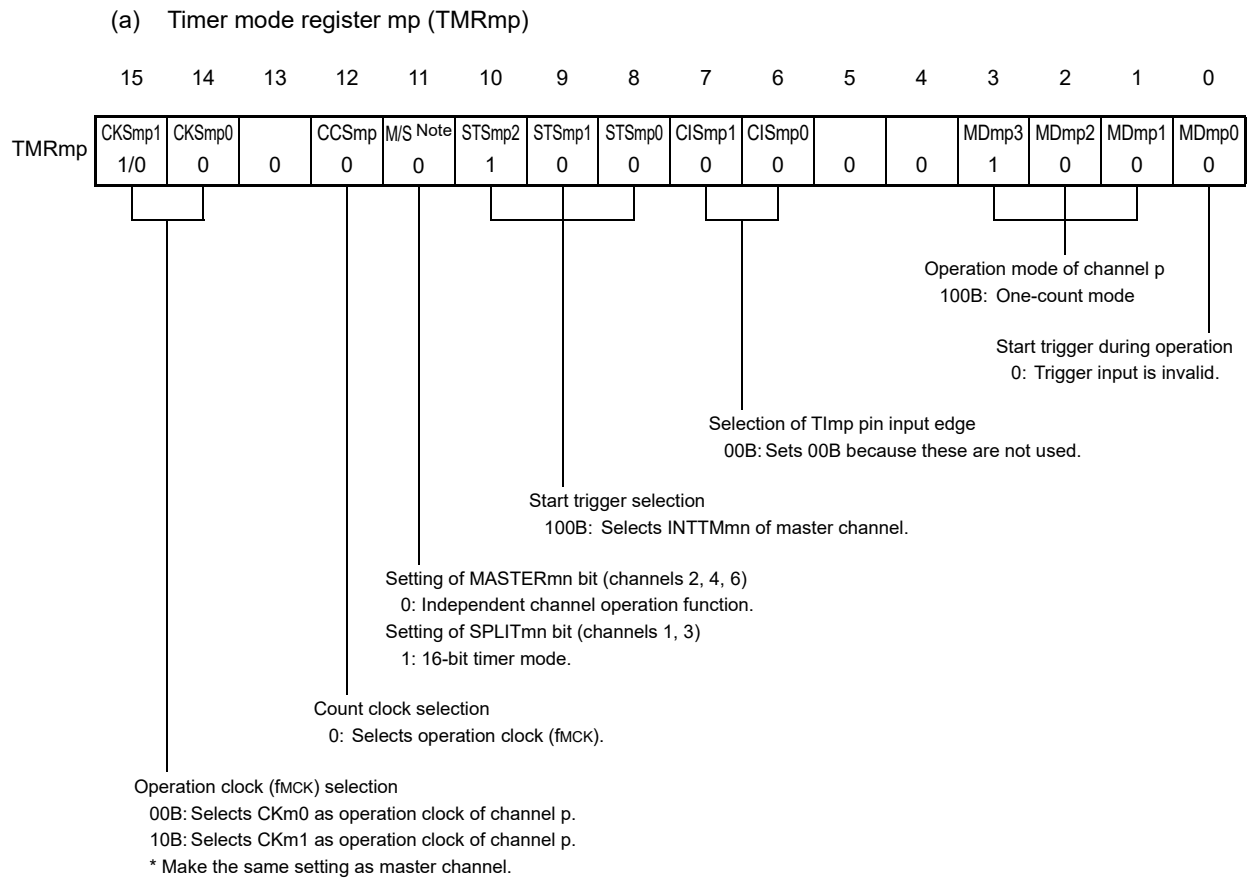 (a) Timer mode register mp (TMRmp)
15 14 13 12 11 10 9 8 7 6 5 4 3 2 1 0
TMRmp CKSmp1 CKSmp0 CCSmp M/S Note STSmp2 STSmp1 STSmp0 CISmp1 CISmp0 MDmp3 MDmp2 MDmp1 MDmp0
1/0 0 0 0 0 1 0 0 0 0 0 0 1 0 0 0
Operation mode of channel p
100B: One-count mode
Start trigger during operation
0: Trigger input is invalid.
Selection of TImp pin input edge
00B: Sets 00B because these are not used.
Start trigger selection
100B: Selects INTTMmn of master channel.
Setting of MASTERmn bit (channels 2, 4, 6)
0: Independent channel operation function.
Setting of SPLITmn bit (channels 1, 3)
1: 16-bit timer mode.
Count clock selection
0: Selects operation clock (fMCK).
Operation clock (fMCK) selection
00B: Selects CKm0 as operation clock of channel p.
10B: Selects CKm1 as operation clock of channel p.
* Make the same setting as master channel.